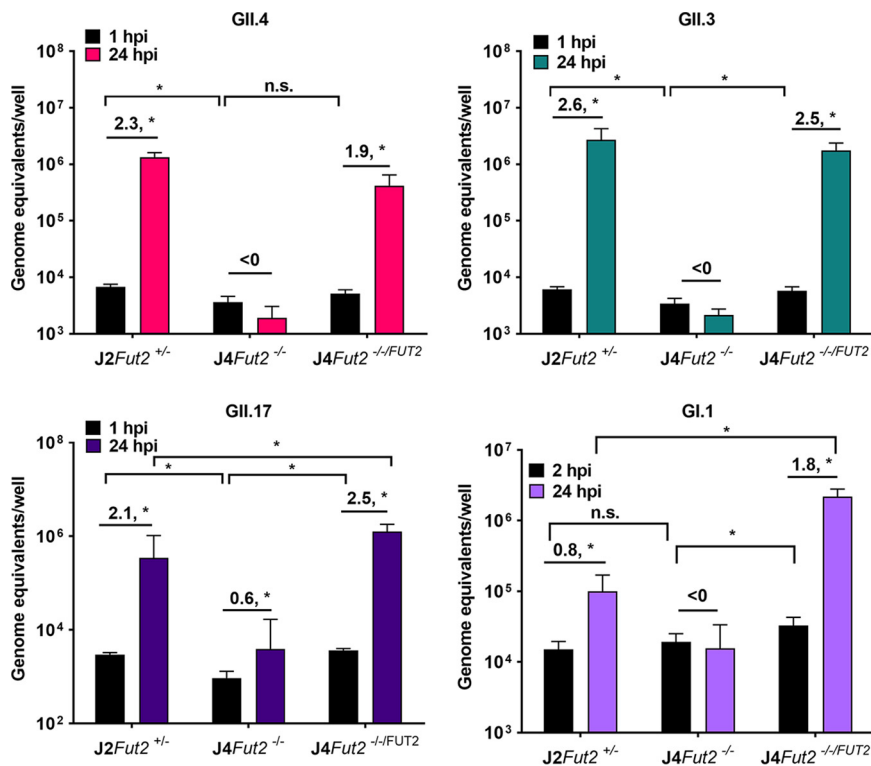 GII.4
1 hpi
24 hpi
Genome equivalents/well
10⁸
10⁷
10⁶
10⁵
10⁴
10³
*
n.s.
2.3, *
<0
1.9, *
J2Fut2 +/-
J4Fut2 -/-
J4Fut2 -/-/FUT2
GII.3
1 hpi
24 hpi
Genome equivalents/well
10⁸
10⁷
10⁶
10⁵
10⁴
10³
*
*
2.6, *
<0
2.5, *
J2Fut2 +/-
J4Fut2 -/-
J4Fut2 -/-/FUT2
GII.17
1 hpi
24 hpi
Genome equivalents/well
10⁸
10⁶
10⁴
10²
*
*
*
2.1, *
0.6, *
2.5, *
J2Fut2 +/-
J4Fut2 -/-
J4Fut2 -/-/FUT2
GI.1
2 hpi
24 hpi
Genome equivalents/well
10⁷
10⁶
10⁵
10⁴
10³
*
1.8, *
n.s.
*
0.8, *
<0
J2Fut2 +/-
J4Fut2 -/-
J4Fut2 -/-/FUT2